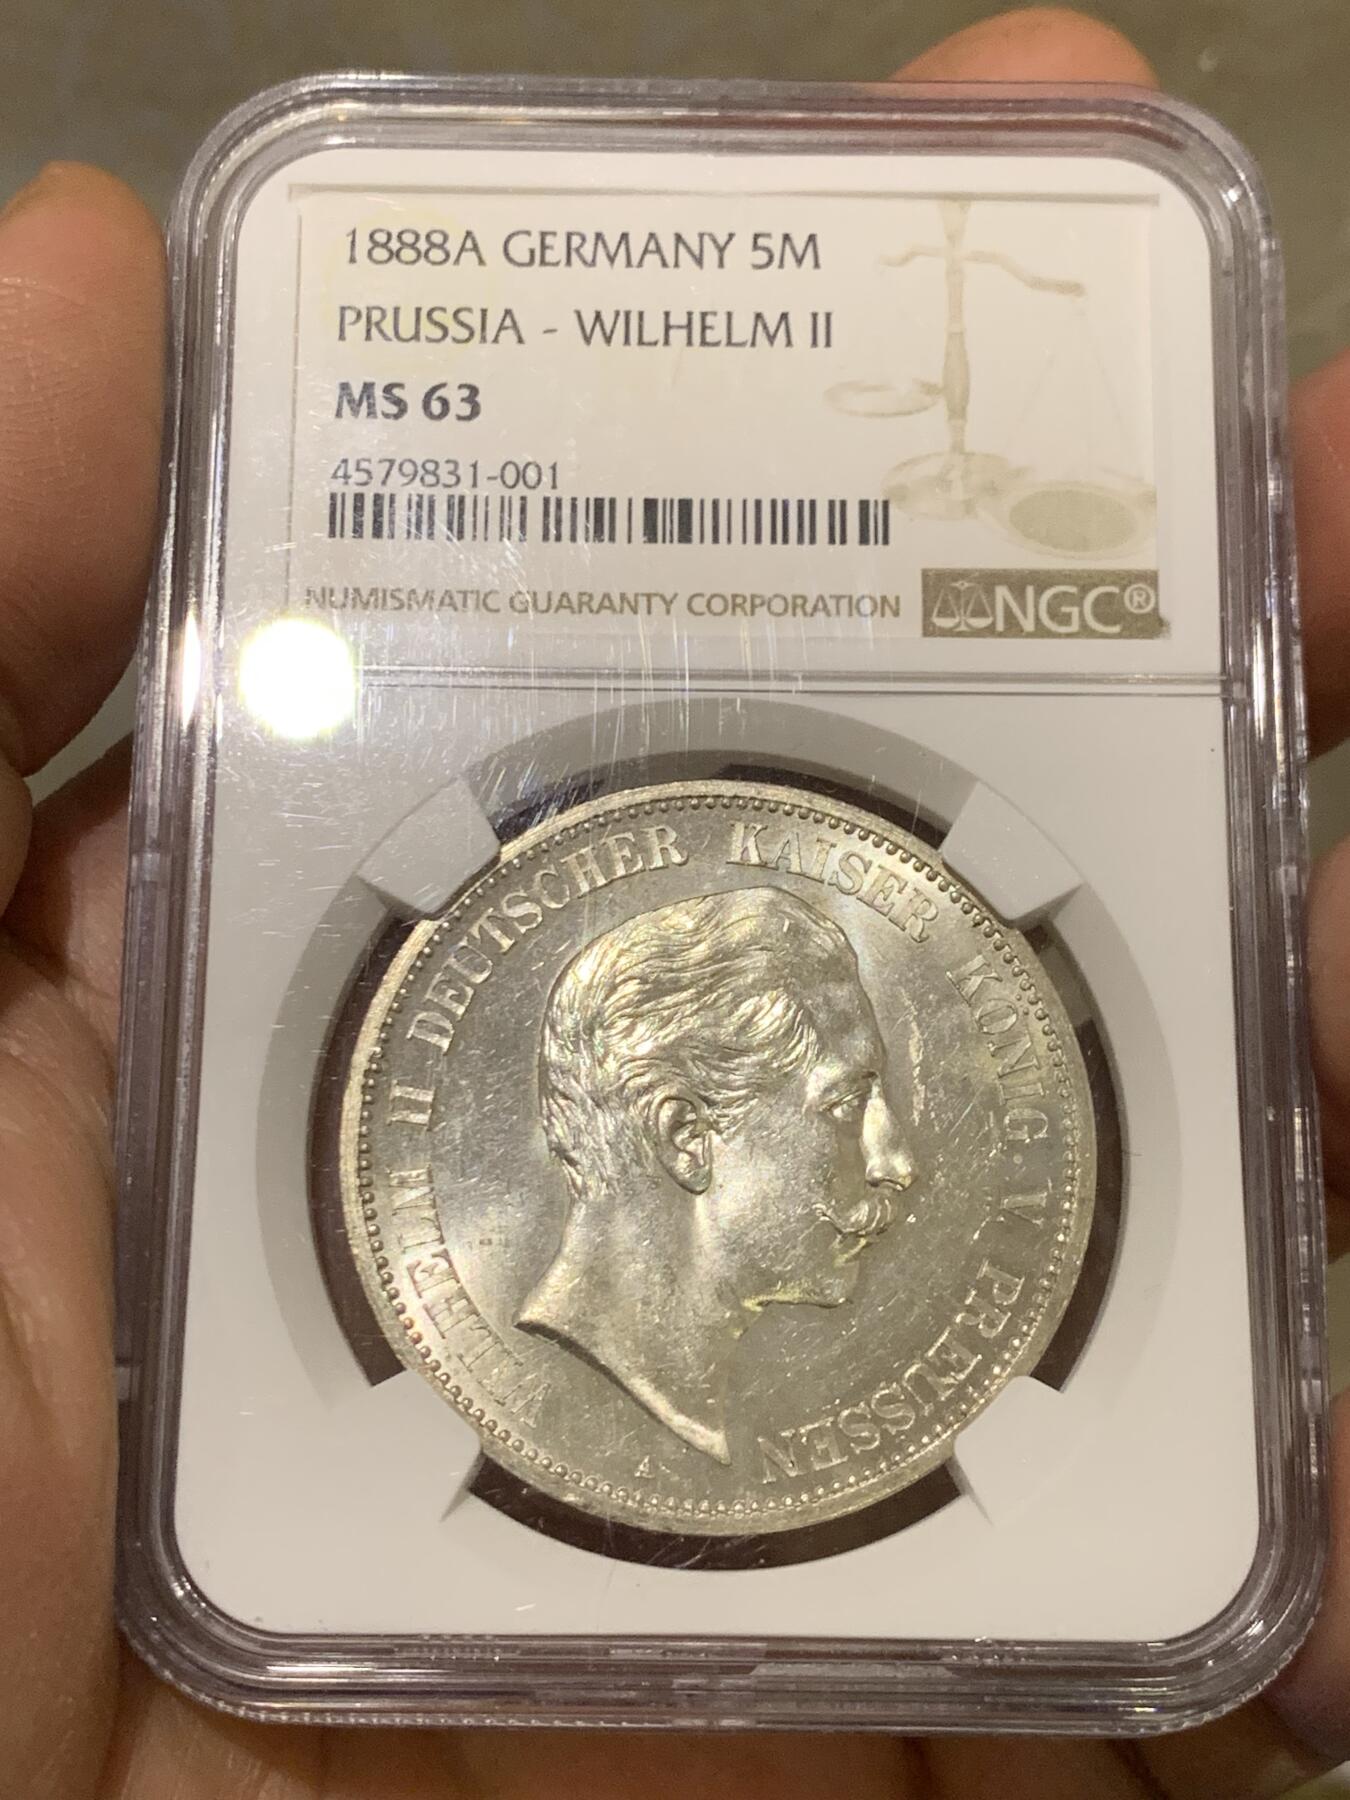 1888A GERMANY 5M
PRUSSIA - WILHELM II
MS 63
4579831-001
NUMISMATIC GUARANTY CORPORATION NGC®
WILHELM II DEUTSCHER KAISER KÖNIG V. PREUSSEN
A